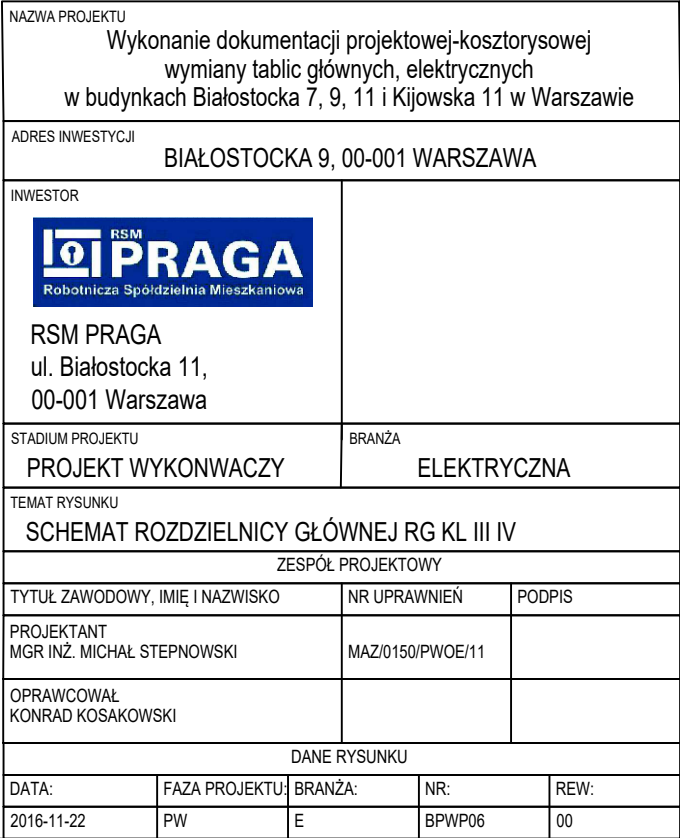 NAZWA PROJEKTU
Wykonanie dokumentacji projektowej-kosztorysowej
wymiany tablic głównych, elektrycznych
w budynkach Białostocka 7, 9, 11 i Kijowska 11 w Warszawie
ADRES INWESTYCJI
BIAŁOSTOCKA 9, 00-001 WARSZAWA
INWESTOR
RSM
PRAGA
Robotnicza Spółdzielnia Mieszkaniowa
RSM PRAGA
ul. Białostocka 11,
00-001 Warszawa
STADIUM PROJEKTU
PROJEKT WYKONWACZY
BRANŻA
ELEKTRYCZNA
TEMAT RYSUNKU
SCHEMAT ROZDZIELNICY GŁÓWNEJ RG KL III IV
ZESPÓŁ PROJEKTOWY
TYTUŁ ZAWODOWY, IMIĘ I NAZWISKO NR UPRAWNIEŃ PODPIS
PROJEKTANT
MGR INŻ. MICHAŁ STEPNOWSKI MAZ/0150/PWOE/11
OPRAWCOWAŁ
KONRAD KOSAKOWSKI
DANE RYSUNKU
DATA: FAZA PROJEKTU: BRANŻA: NR: REW:
2016-11-22 PW E BPWP06 00